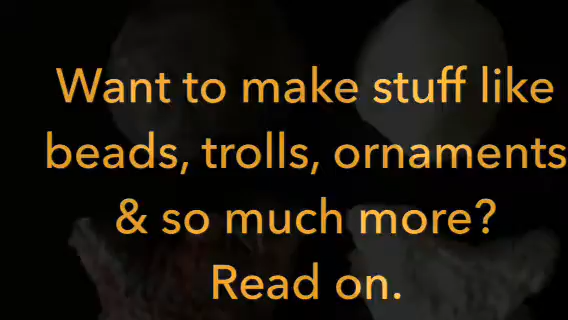 Want to make stuff like
beads, trolls, ornaments
& so much more?
Read on.